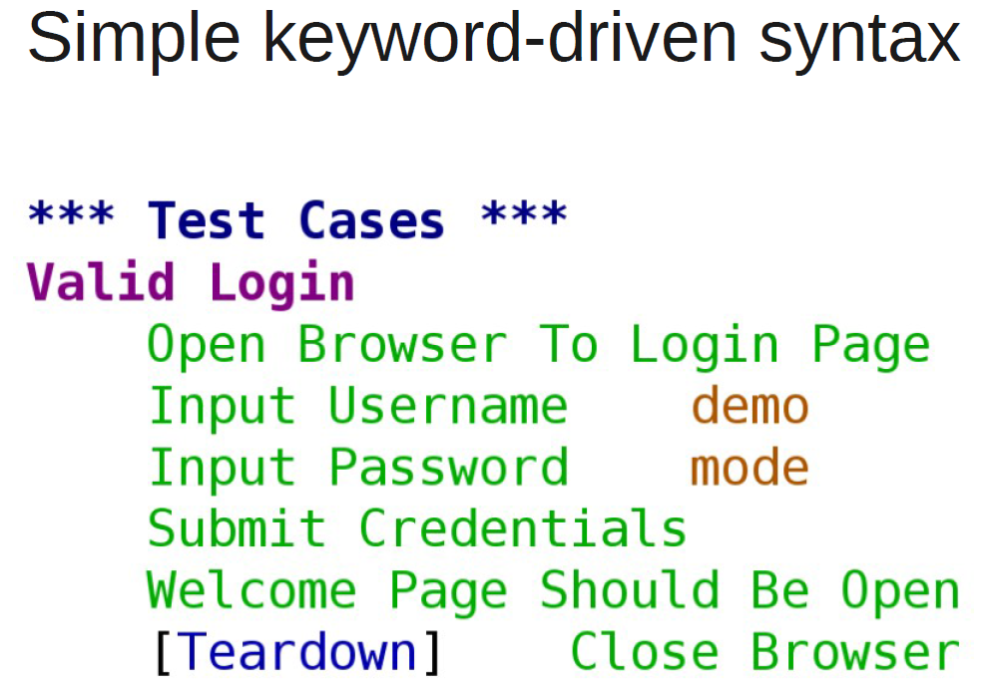 Simple keyword-driven syntax
*** Test Cases ***
Valid Login
Open Browser To Login Page
Input Username    demo
Input Password    mode
Submit Credentials
Welcome Page Should Be Open
[Teardown]    Close Browser